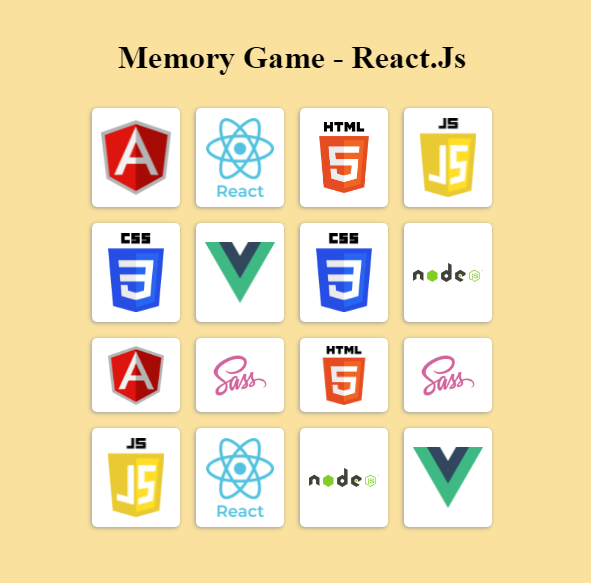 Memory Game - React.Js
A
React
HTML
5
JS
JS
CSS
3
CSS
3
node JS
A
Sass
HTML
5
Sass
JS
JS
React
node JS